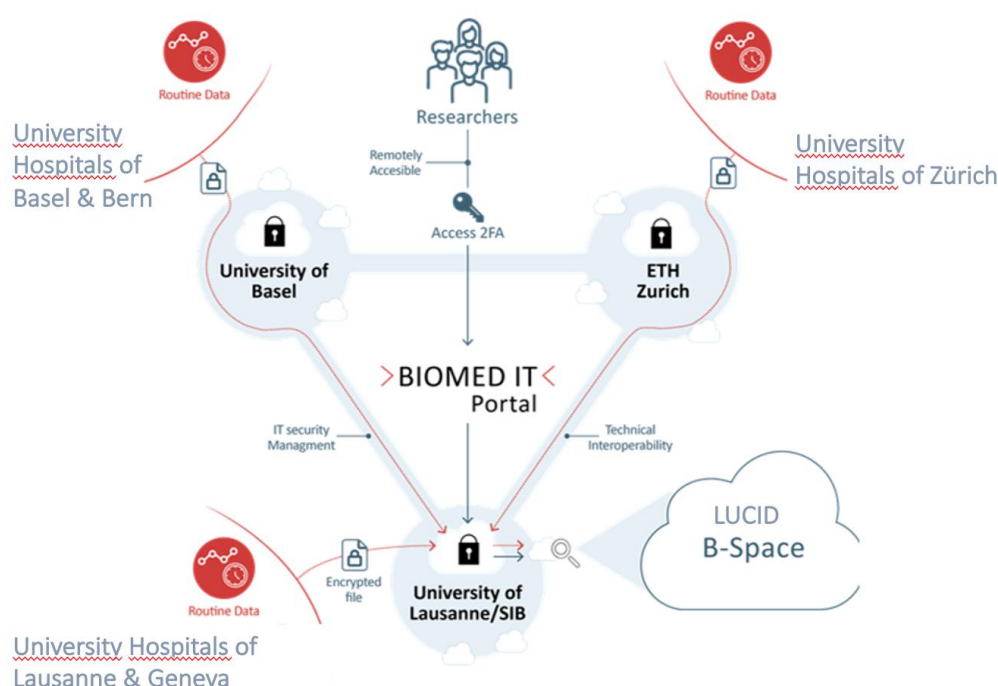 Routine Data
University
Hospitals of
Basel & Bern
Researchers
Remotely
Accesible
Access 2FA
Routine Data
University
Hospitals of Zürich
University of
Basel
ETH
Zurich
>BIOMED IT<
Portal
IT security
Managment
Technical
Interoperability
LUCID
B-Space
Routine Data
Encrypted
file
University of
Lausanne/SIB
University Hospitals of
Lausanne & Geneva